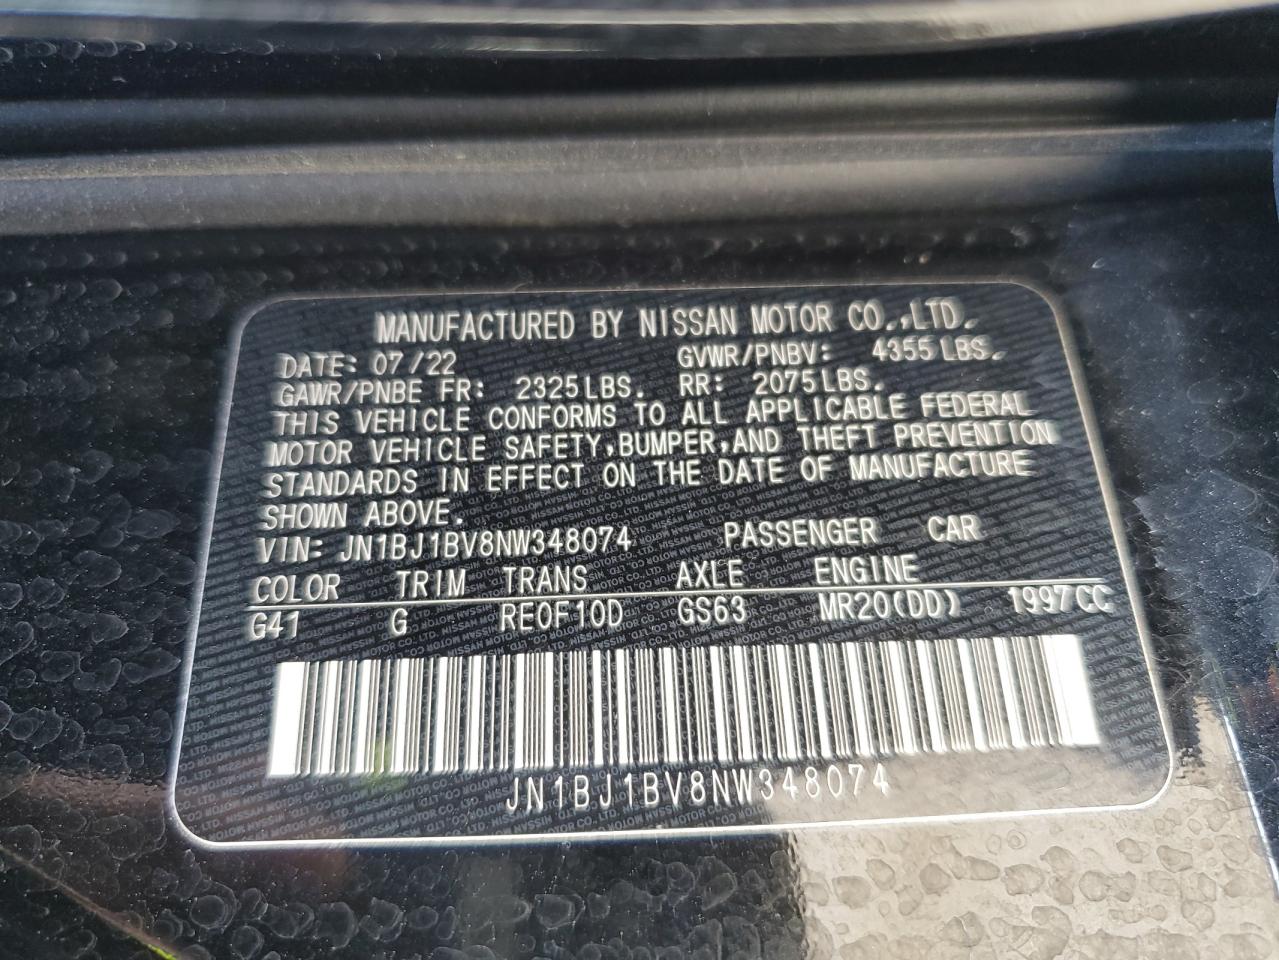 MANUFACTURED BY NISSAN MOTOR CO.,LTD.
DATE: 07/22 GVWR/PNBV: 4355LBS.
GAWR/PNBE FR: 2325LBS. RR: 2075LBS.
THIS VEHICLE CONFORMS TO ALL APPLICABLE FEDERAL
MOTOR VEHICLE SAFETY,BUMPER,AND THEFT PREVENTION
STANDARDS IN EFFECT ON THE DATE OF MANUFACTURE
SHOWN ABOVE.
VIN: JN1BJ1BV8NW348074 PASSENGER CAR
COLOR TRIM TRANS AXLE ENGINE
G41 G RE0F10D GS63 MR20(DD) 1997CC
JN1BJ1BV8NW348074